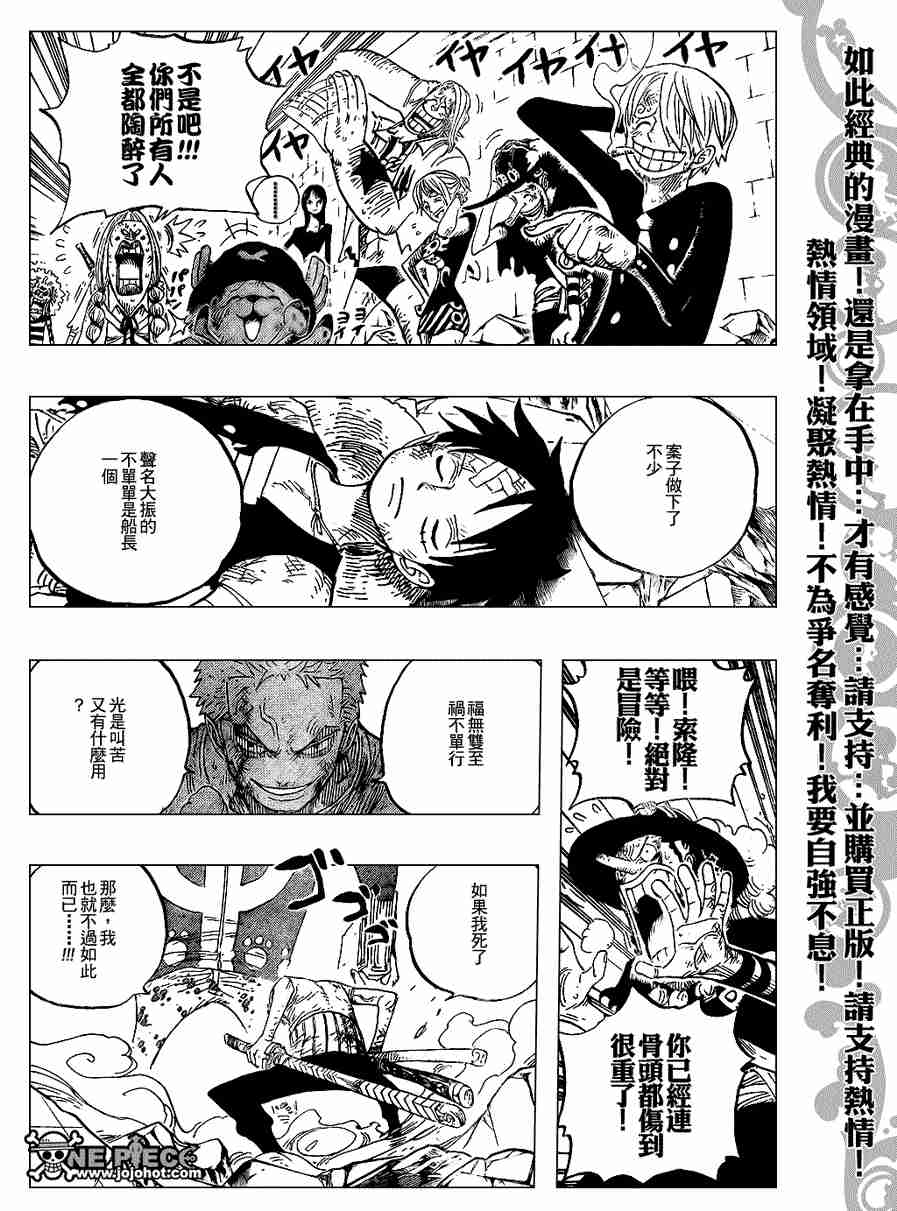 如此經典的漫畫！還是拿在手中…才有感覺…請支持…並購買正版！請支持熱情！
熱情領域！凝聚熱情！不為爭名奪利！我要自強不息！
イヤ
イヤ
イヤ
イヤ
イヤ
不是吧!!!
你們所有人
全都陶醉了
………
案子做下了
不少
聲名大振的
不單單是船長
一個
喂！索隆！
等等！絕對
是冒險！
你已經連
骨頭都傷到
很重了！
福無雙至
禍不單行
光是叫苦
又有什麼用
？
ゴゴゴ
如果我死了
那麼，我
也就不過如此
而已……!!!
ONE PIECE
www.jojohot.com